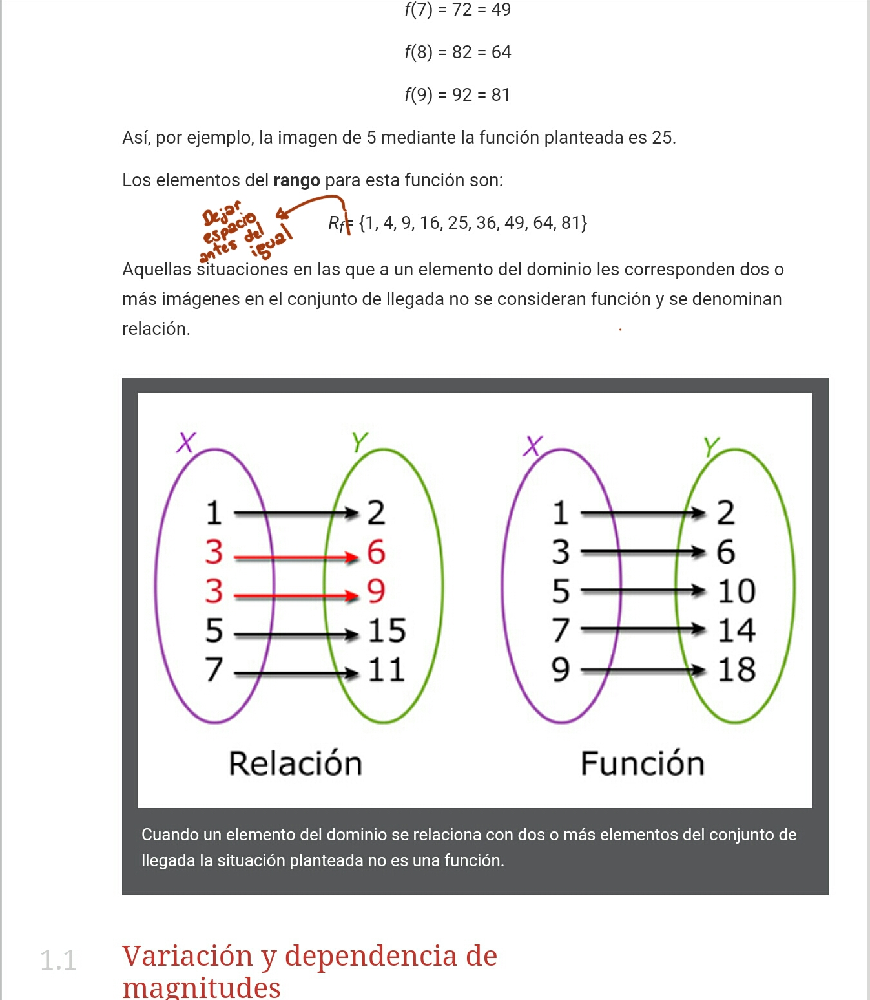 f(7) = 72 = 49
f(8) = 82 = 64
f(9) = 92 = 81
Así, por ejemplo, la imagen de 5 mediante la función planteada es 25.
Los elementos del rango para esta función son:
Dejar
espacio
antes del
igual
Rf= {1, 4, 9, 16, 25, 36, 49, 64, 81}
Aquellas situaciones en las que a un elemento del dominio les corresponden dos o
más imágenes en el conjunto de llegada no se consideran función y se denominan
relación.
X Y
1 2
3 6
3 9
5 15
7 11
Relación
X Y
1 2
3 6
5 10
7 14
9 18
Función
Cuando un elemento del dominio se relaciona con dos o más elementos del conjunto de
llegada la situación planteada no es una función.
1.1 Variación y dependencia de
magnitudes